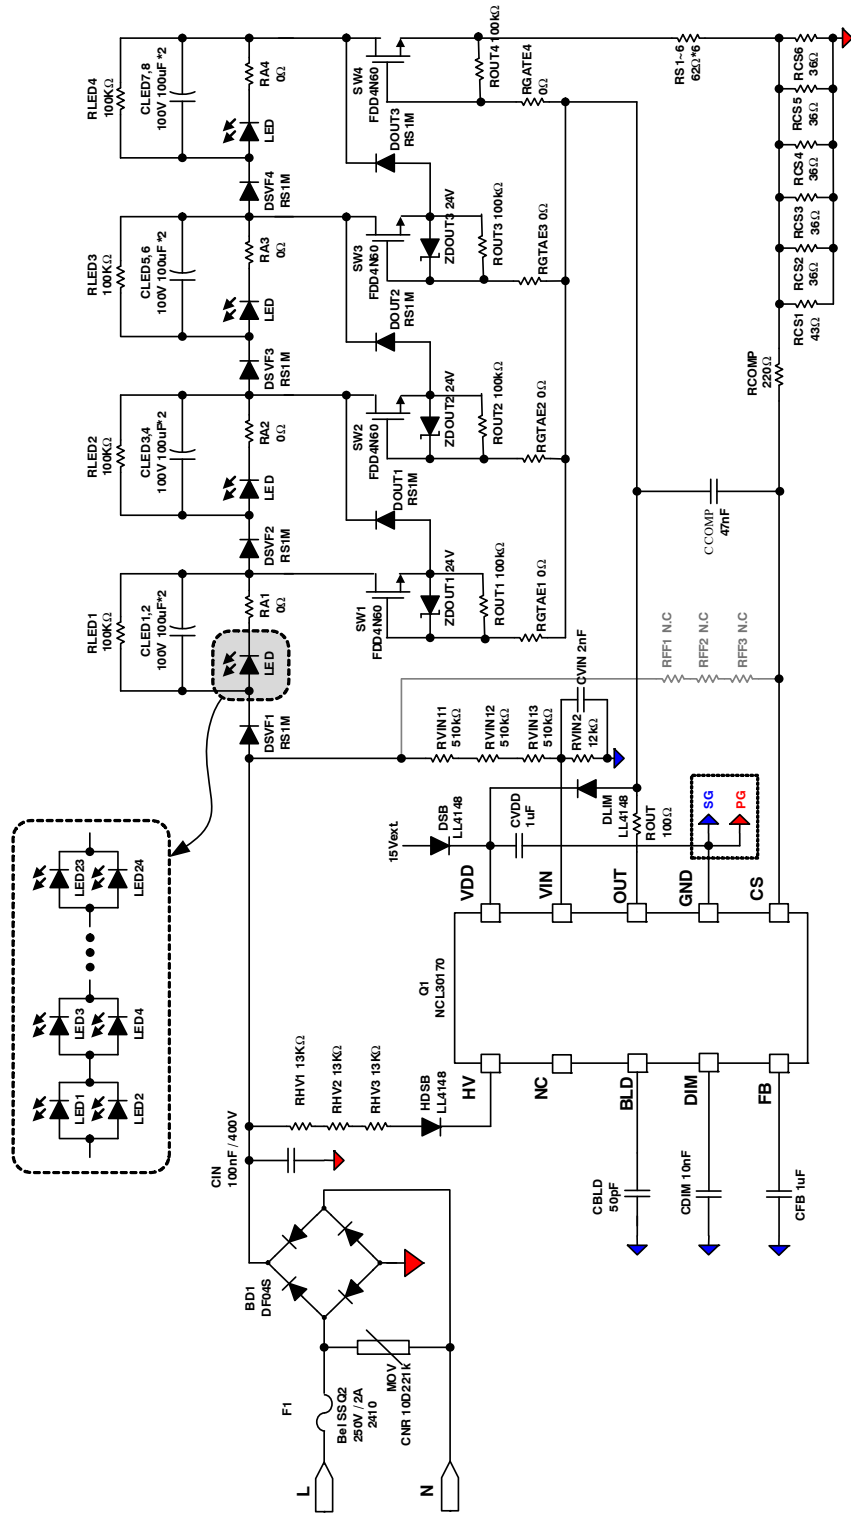 L
N
F1
Bel SSQ2
250V / 2A
2410
MOV
CNR 10D221k
BD1
DF04S
CIN
100nF / 400V
RHV1 13KΩ
RHV2 13KΩ
RHV3 13KΩ
HDSB
LL4148
LED1
LED2
LED3
LED4
LED23
LED24
CBLD
50pF
CDIM 10nF
CFB 1uF
HV
NC
BLD
DIM
FB
Q1
NCL30170
VDD
VIN
OUT
GND
CS
15Vext.
DSB
LL4148
CVDD
1uF
DLIM
LL4148
ROUT
100Ω
SG
PG
RVIN11
510kΩ
RVIN12
510kΩ
RVIN13
510kΩ
RVIN2
12kΩ
CVIN 2nF
RFF1 N.C
RFF2 N.C
RFF3 N.C
CCOMP
47nF
RCOMP
220Ω
DSVF1
RS1M
LED
RA1
0Ω
RLED1
100KΩ
CLED1,2
100V 100uF*2
SW1
FDD4N60
ZDOUT1 24V
ROUT1 100kΩ
RGTAE1 0Ω
DOUT1
RS1M
DSVF2
RS1M
LED
RA2
0Ω
RLED2
100KΩ
CLED3,4
100V 100uF*2
SW2
FDD4N60
ZDOUT2 24V
ROUT2 100kΩ
RGTAE2 0Ω
DOUT2
RS1M
DSVF3
RS1M
LED
RA3
0Ω
RLED3
100KΩ
CLED5,6
100V 100uF*2
SW3
FDD4N60
ZDOUT3 24V
ROUT3 100kΩ
RGTAE3 0Ω
DOUT3
RS1M
DSVF4
RS1M
LED
RA4
0Ω
RLED4
100KΩ
CLED7,8
100V 100uF*2
SW4
FDD4N60
ROUT4 100kΩ
RGATE4
0Ω
RS1~6
62Ω*6
RCS1
43Ω
RCS2
36Ω
RCS3
36Ω
RCS4
36Ω
RCS5
36Ω
RCS6
36Ω